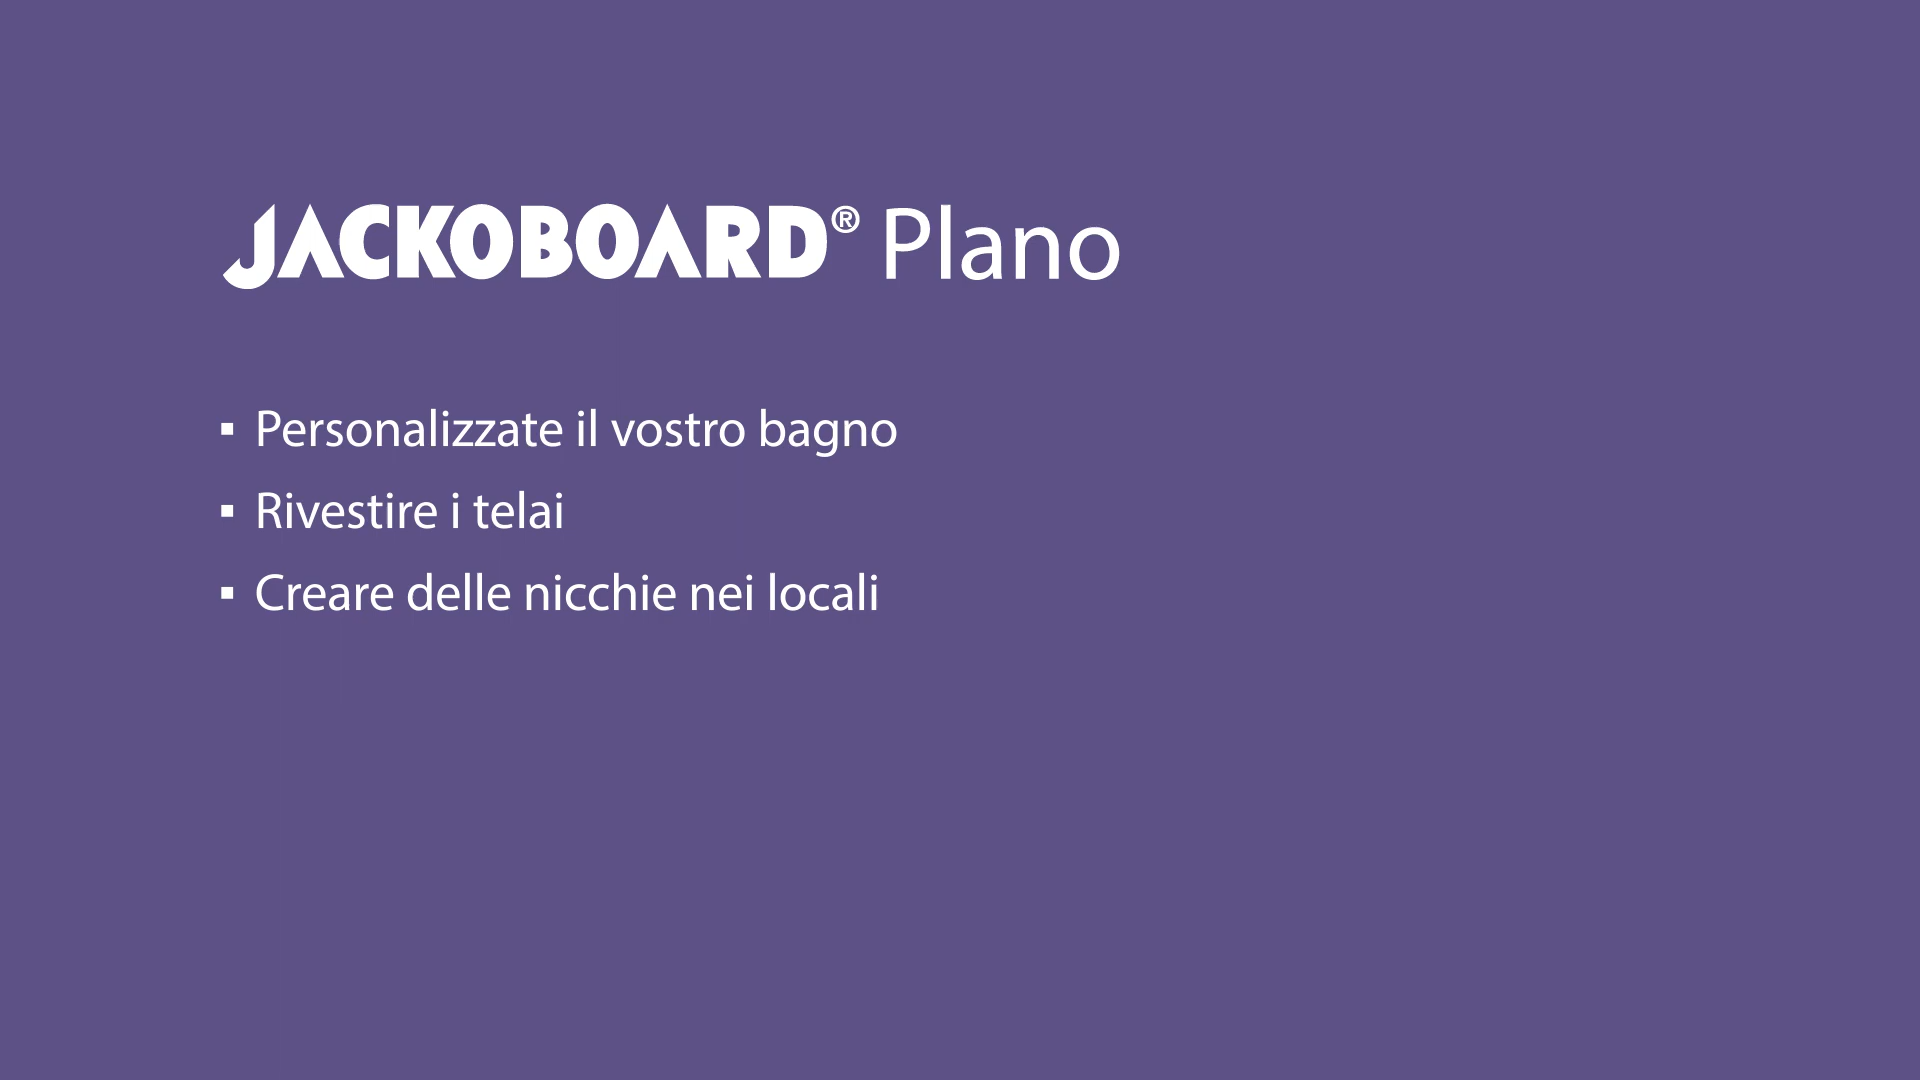 JACKOBOARD® Plano
▪ Personalizzate il vostro bagno
▪ Rivestire i telai
▪ Creare delle nicchie nei locali